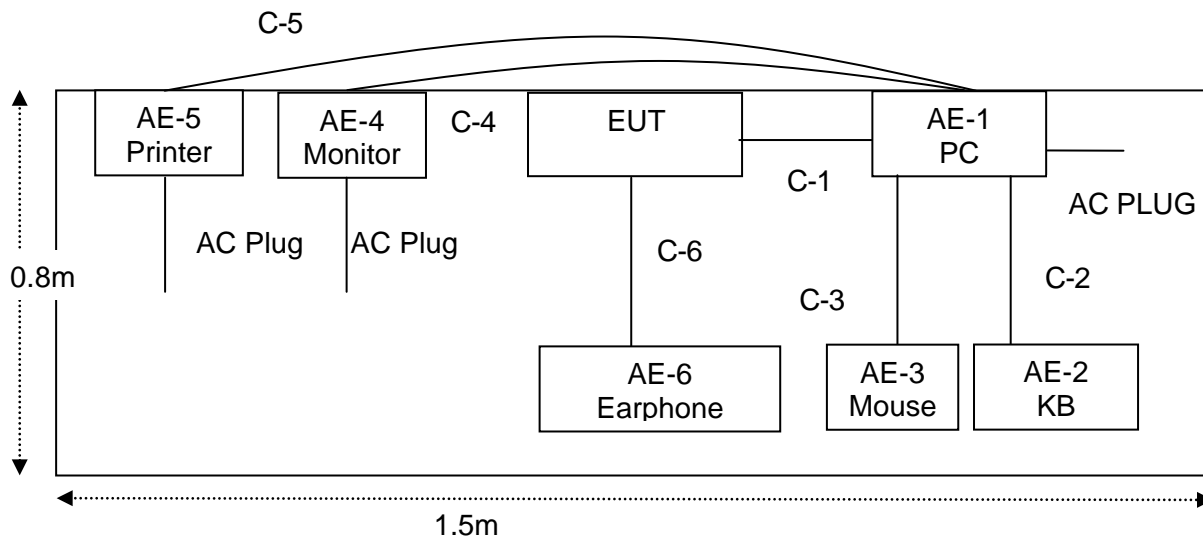 C-5
AE-5
Printer
AE-4
Monitor
C-4
EUT
AE-1
PC
C-1
AC PLUG
AC Plug
AC Plug
C-6
C-2
0.8m
C-3
AE-6
Earphone
AE-3
Mouse
AE-2
KB
1.5m